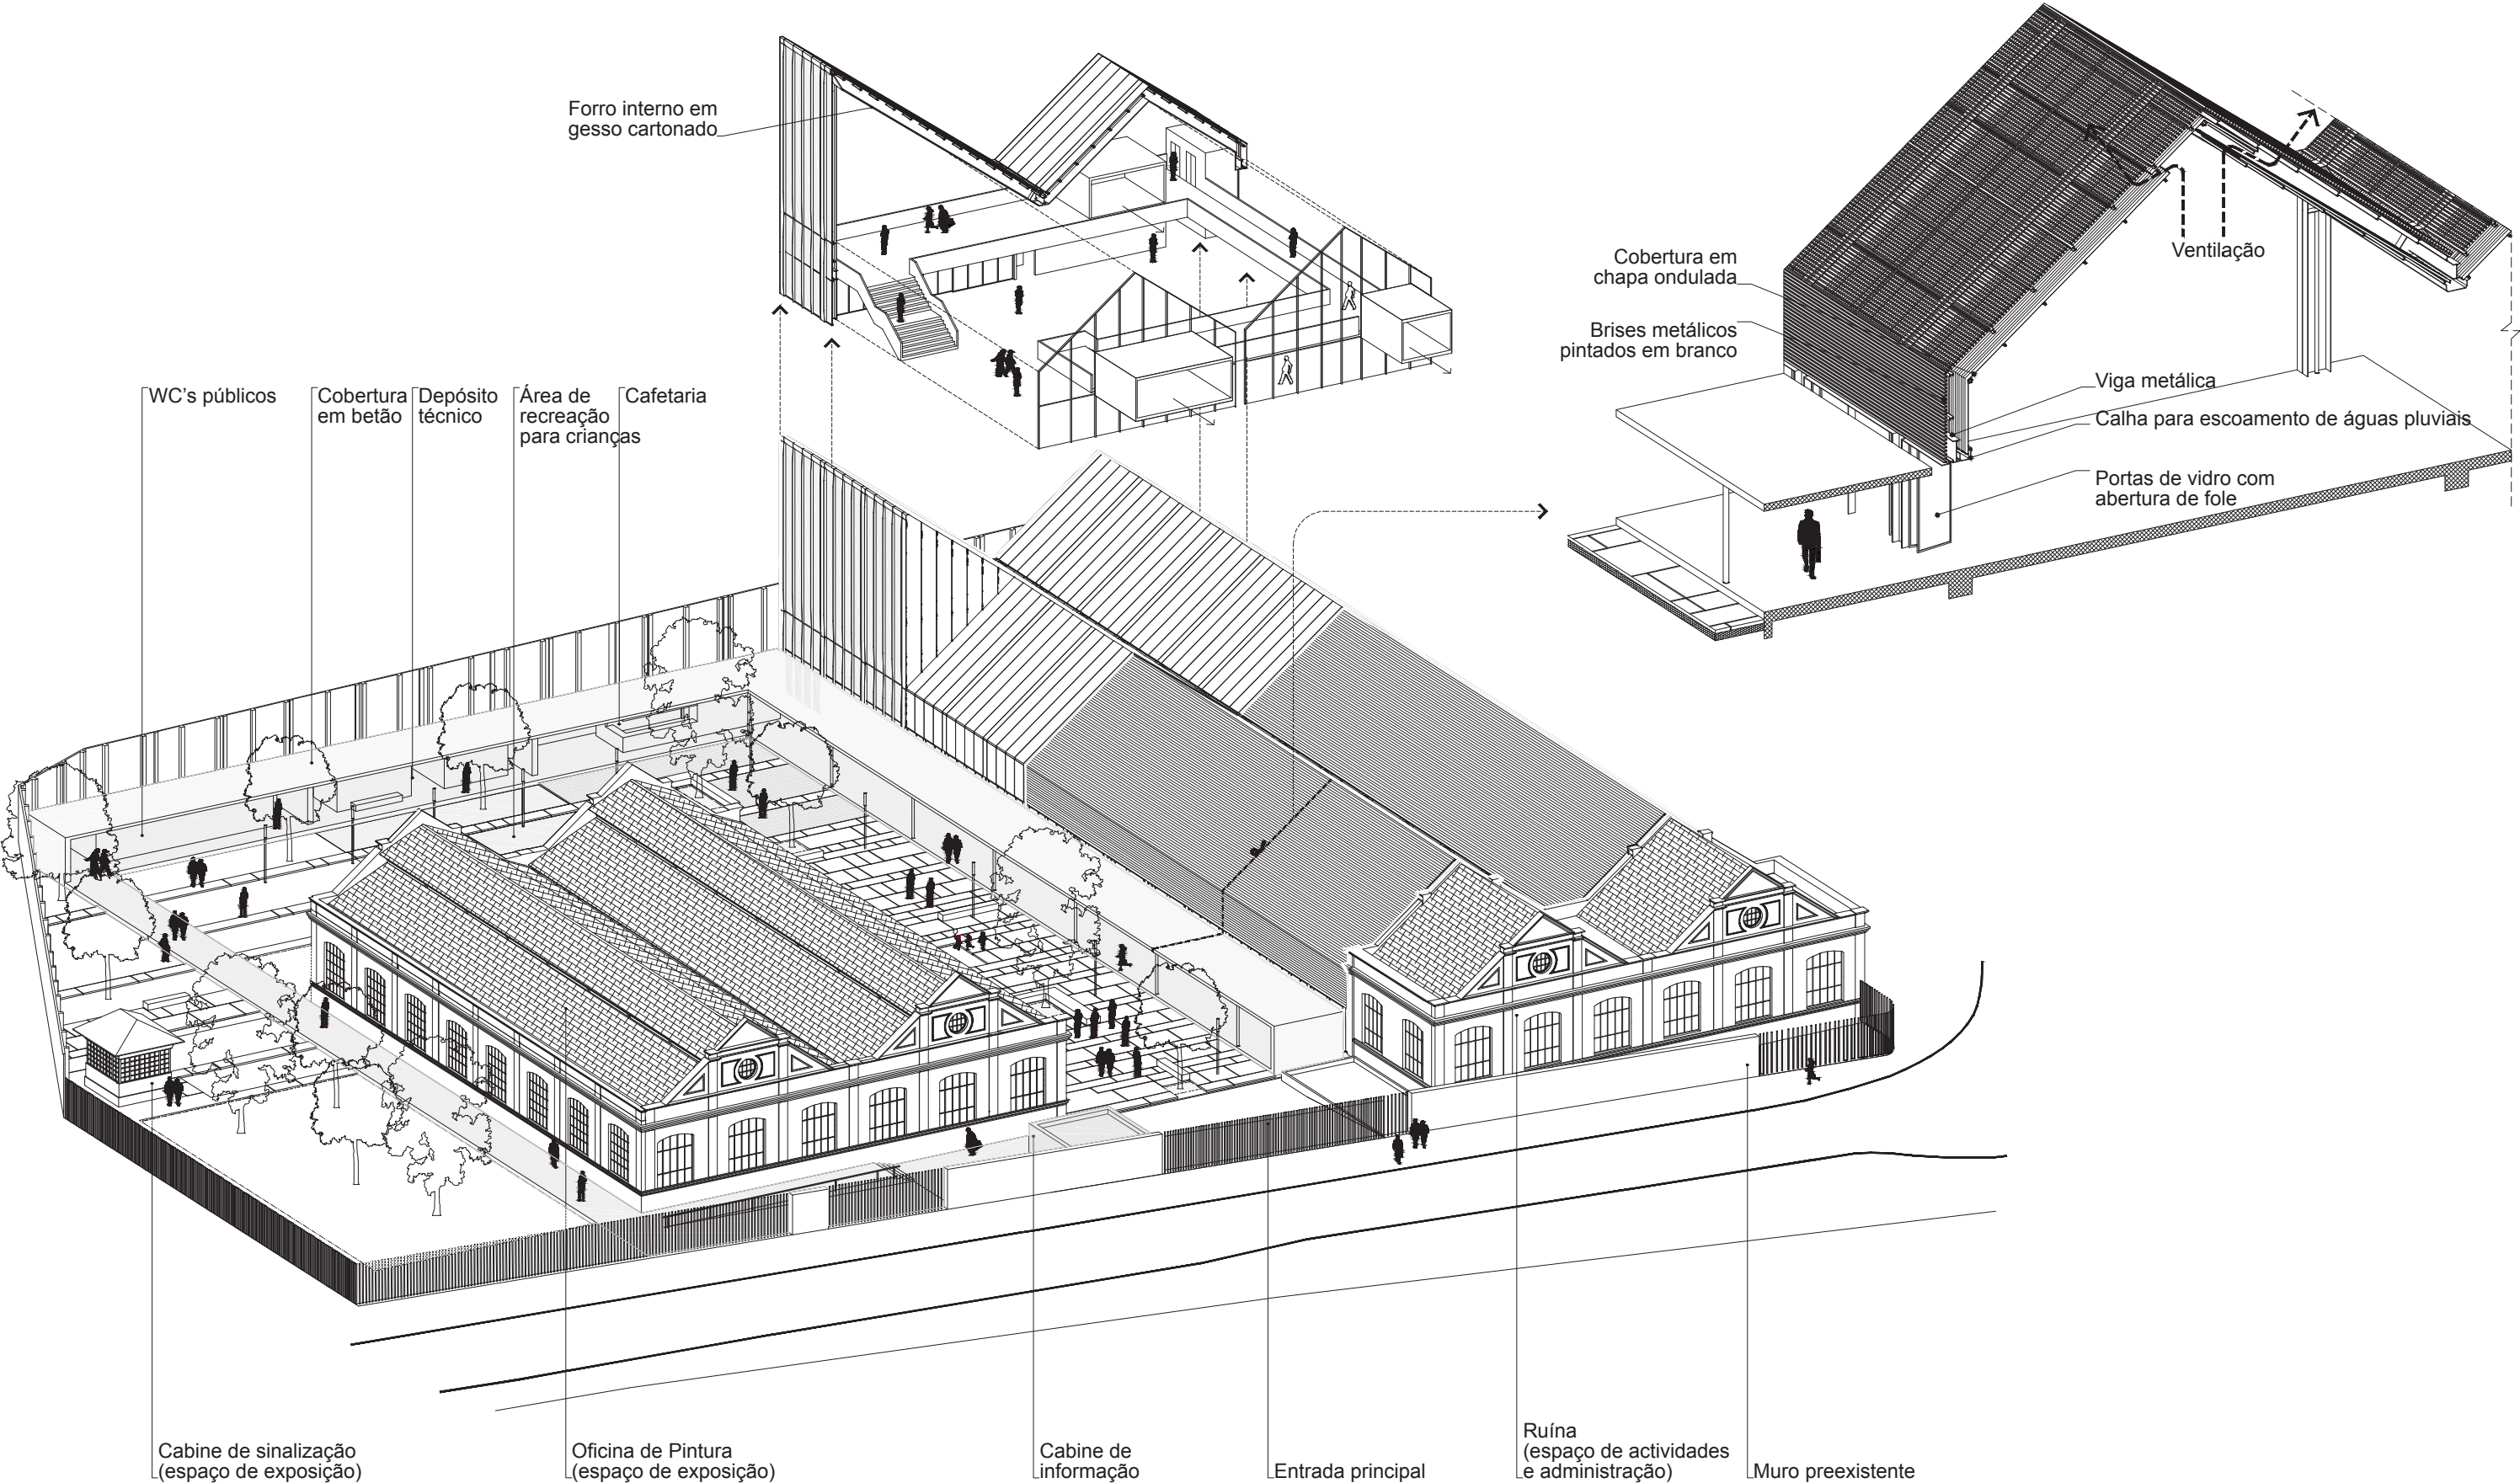 Forro interno em
gesso cartonado
Cobertura em
chapa ondulada
Brises metálicos
pintados em branco
Ventilação
Viga metálica
Calha para escoamento de águas pluviais
Portas de vidro com
abertura de fole
WC's públicos
Cobertura
em betão
Depósito
técnico
Área de
recreação
para crianças
Cafetaria
Cabine de sinalização
(espaço de exposição)
Oficina de Pintura
(espaço de exposição)
Cabine de
informação
Entrada principal
Ruína
(espaço de actividades
e administração)
Muro preexistente